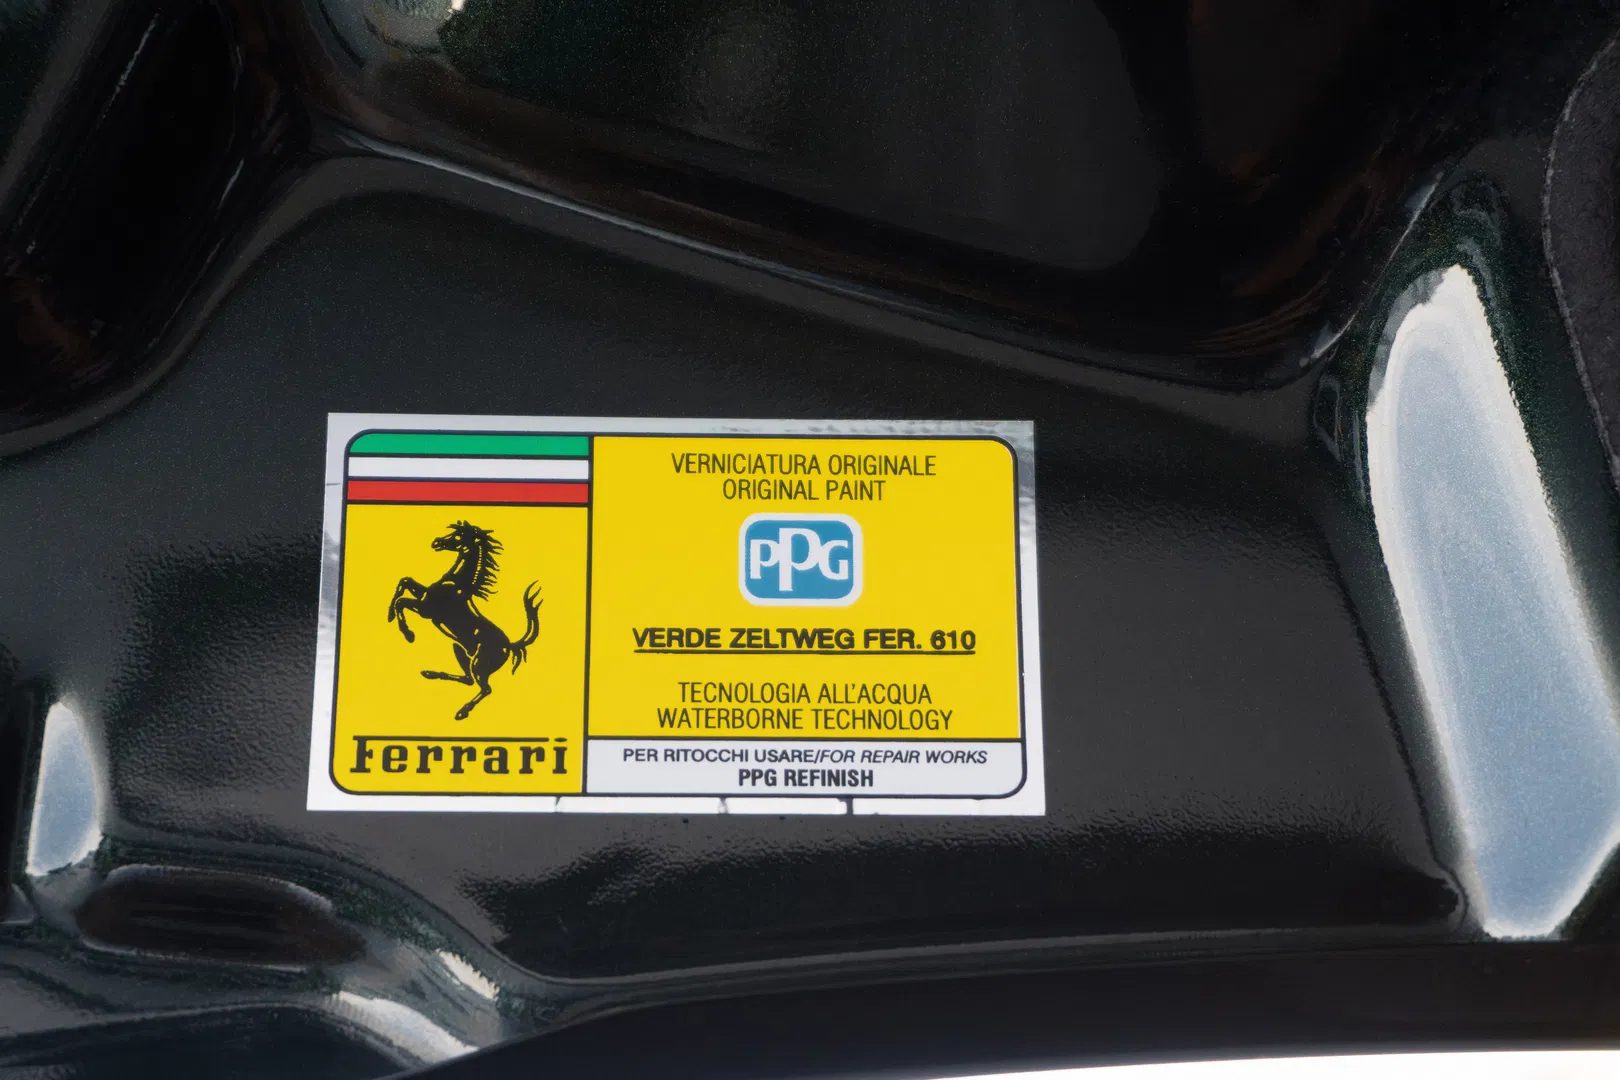 Ferrari
VERNICIATURA ORIGINALE
ORIGINAL PAINT
PPG
VERDE ZELTWEG FER. 610
TECNOLOGIA ALL'ACQUA
WATERBORNE TECHNOLOGY
PER RITOCCHI USARE/FOR REPAIR WORKS
PPG REFINISH